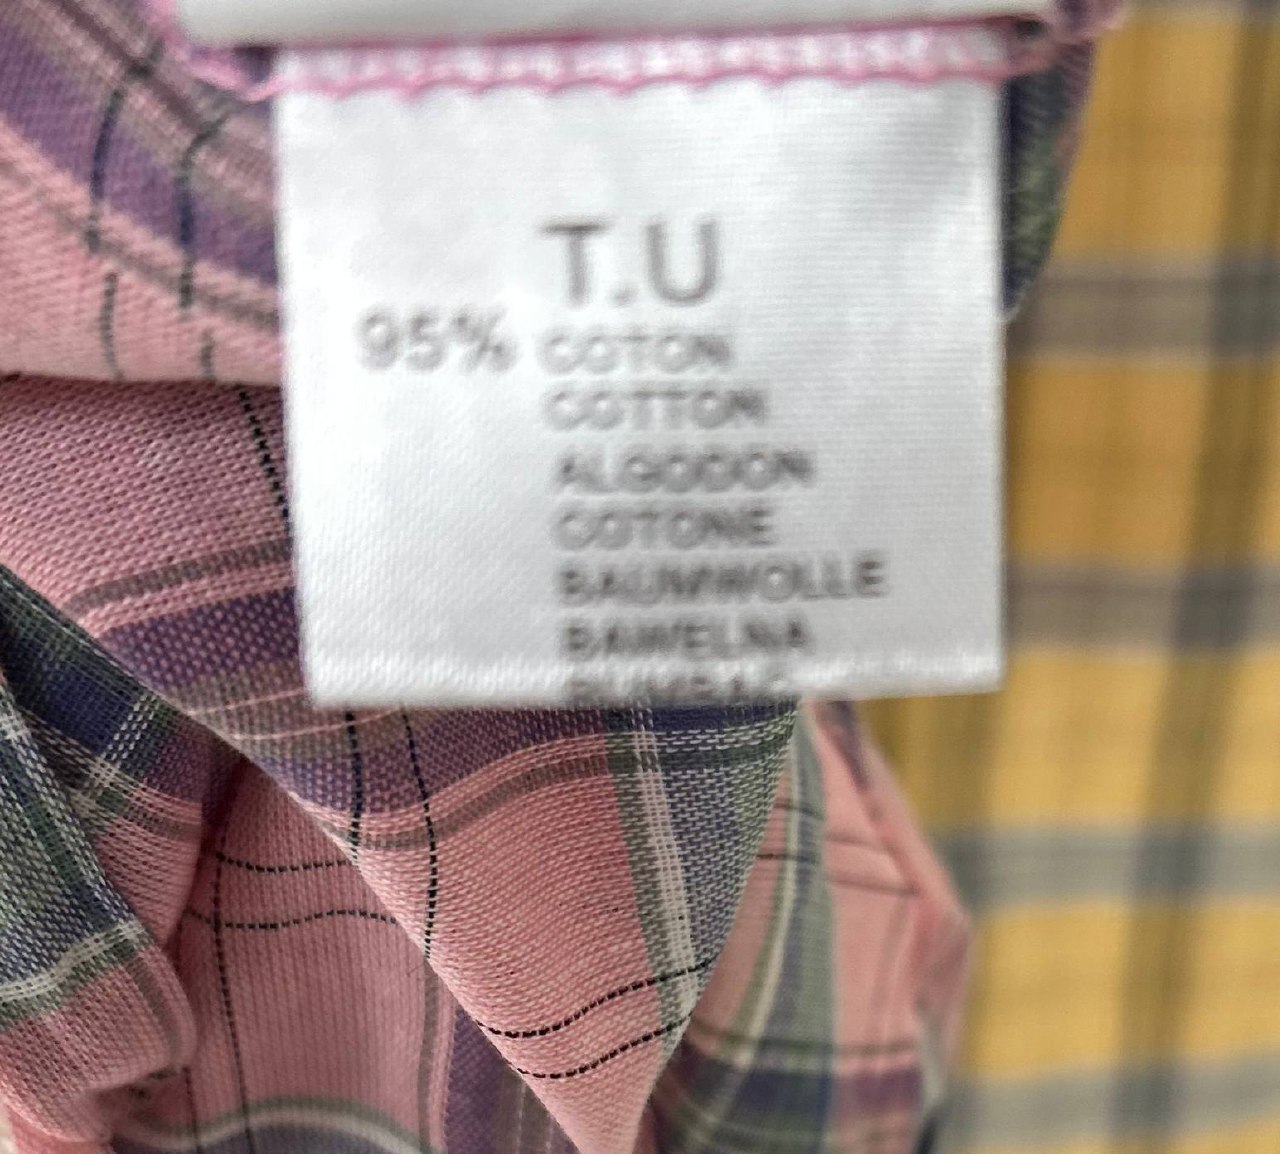 T.U
95% COTON
COTTON
ALGODON
COTONE
BAUMWOLLE
BAWELNA